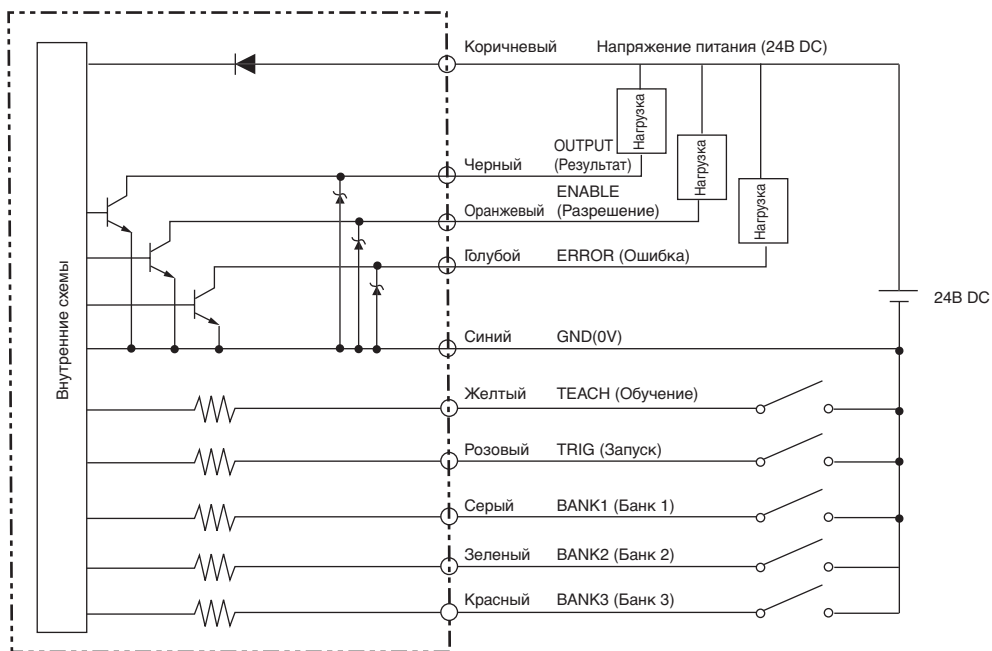 Коричневый Напряжение питания (24В DC)
Нагрузка
OUTPUT
Черный (Результат)
Нагрузка
ENABLE
Оранжевый (Разрешение)
Нагрузка
Голубой ERROR (Ошибка)
24В DC
Внутренние схемы
Синий GND(0V)
Желтый TEACH (Обучение)
Розовый TRIG (Запуск)
Серый BANK1 (Банк 1)
Зеленый BANK2 (Банк 2)
Красный BANK3 (Банк 3)